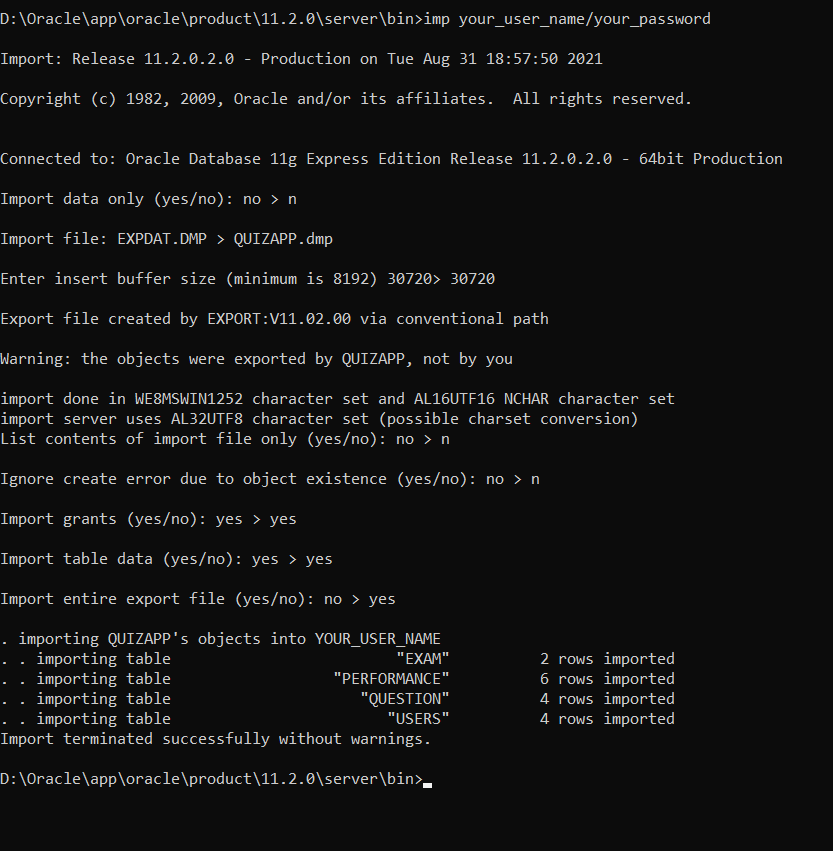 D:\Oracle\app\oracle\product\11.2.0\server\bin>imp your_user_name/your_password
Import: Release 11.2.0.2.0 - Production on Tue Aug 31 18:57:50 2021
Copyright (c) 1982, 2009, Oracle and/or its affiliates.  All rights reserved.
Connected to: Oracle Database 11g Express Edition Release 11.2.0.2.0 - 64bit Production
Import data only (yes/no): no > n
Import file: EXPDAT.DMP > QUIZAPP.dmp
Enter insert buffer size (minimum is 8192) 30720> 30720
Export file created by EXPORT:V11.02.00 via conventional path
Warning: the objects were exported by QUIZAPP, not by you
import done in WE8MSWIN1252 character set and AL16UTF16 NCHAR character set
import server uses AL32UTF8 character set (possible charset conversion)
List contents of import file only (yes/no): no > n
Ignore create error due to object existence (yes/no): no > n
Import grants (yes/no): yes > yes
Import table data (yes/no): yes > yes
Import entire export file (yes/no): no > yes
. importing QUIZAPP's objects into YOUR_USER_NAME
. . importing table                         "EXAM"          2 rows imported
. . importing table                  "PERFORMANCE"          6 rows imported
. . importing table                     "QUESTION"          4 rows imported
. . importing table                        "USERS"          4 rows imported
Import terminated successfully without warnings.
D:\Oracle\app\oracle\product\11.2.0\server\bin>